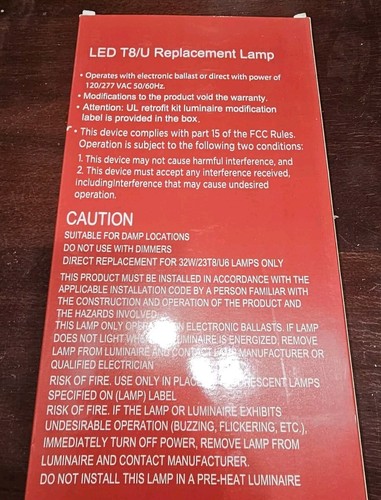 LED T8/U Replacement Lamp
• Operates with electronic ballast or direct with power of
120/277 VAC 50/60Hz.
• Modifications to the product void the warranty.
• Attention: UL retrofit kit luminaire modification
label is provided in the box.
• This device complies with part 15 of the FCC Rules.
Operation is subject to the following two conditions:
1. This device may not cause harmful interference, and
2. This device must accept any interference received,
includingInterference that may cause undesired
operation.
CAUTION
SUITABLE FOR DAMP LOCATIONS
DO NOT USE WITH DIMMERS
DIRECT REPLACEMENT FOR 32W/23T8/U6 LAMPS ONLY
THIS PRODUCT MUST BE INSTALLED IN ACCORDANCE WITH THE
APPLICABLE INSTALLATION CODE BY A PERSON FAMILIAR WITH
THE CONSTRUCTION AND OPERATION OF THE PRODUCT AND
THE HAZARDS INVOLVED.
THIS LAMP ONLY ON ELECTRONIC BALLASTS. IF LAMP
DOES NOT LIGHT WHEN LUMINAIRE IS ENERGIZED, REMOVE
LAMP FROM LUMINAIRE AND CONTACT LAMP MANUFACTURER OR
QUALIFIED ELECTRICIAN
RISK OF FIRE. USE ONLY IN PLACE LAMPS
SPECIFIED ON (LAMP) LABEL
RISK OF FIRE. IF THE LAMP OR LUMINAIRE EXHIBITS
UNDESIRABLE OPERATION (BUZZING, FLICKERING, ETC.),
IMMEDIATELY TURN OFF POWER, REMOVE LAMP FROM
LUMINAIRE AND CONTACT MANUFACTURER.
DO NOT INSTALL THIS LAMP IN A PRE-HEAT LUMINAIRE